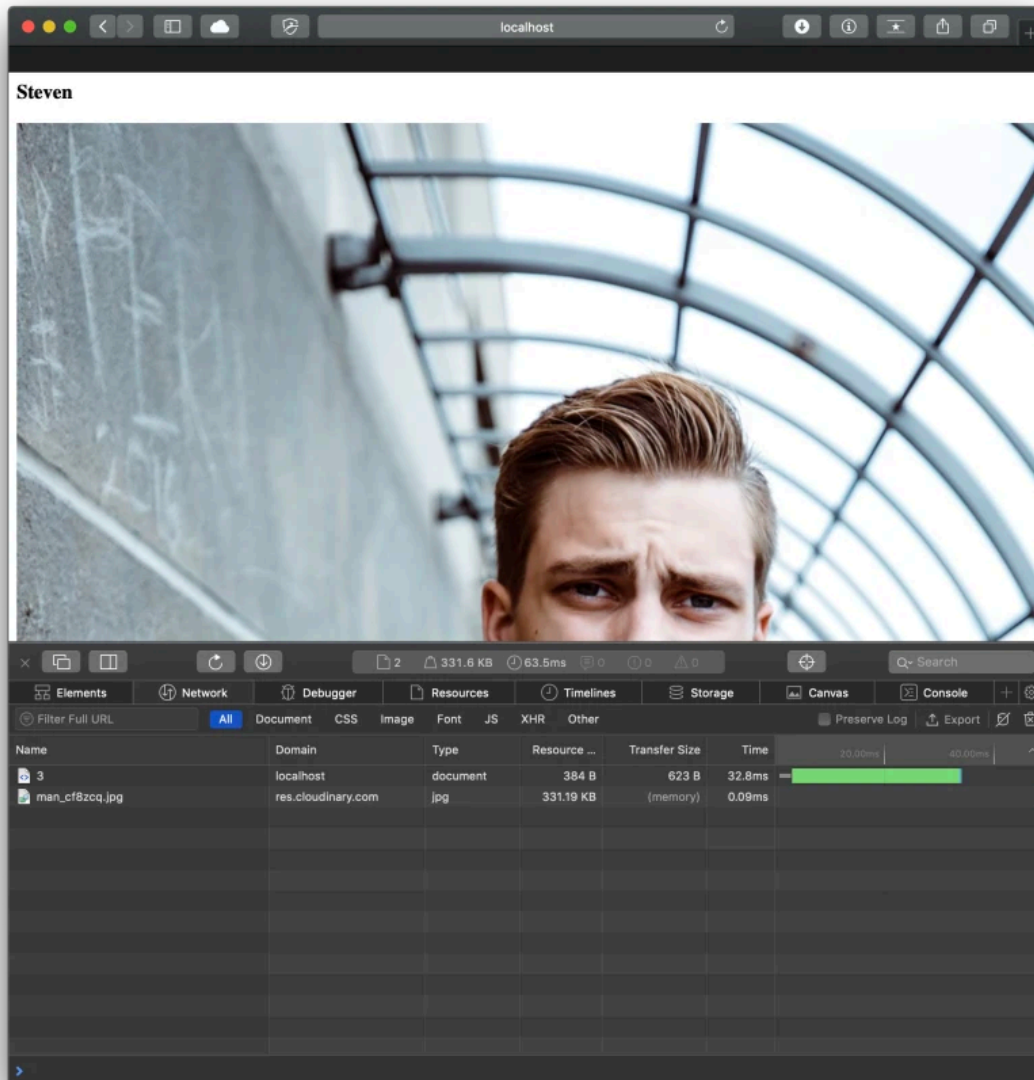 localhost
Steven
2 331.6 KB 63.5ms 0 0 0 Search
Elements Network Debugger Resources Timelines Storage Canvas Console
Filter Full URL All Document CSS Image Font JS XHR Other Preserve Log Export
Name Domain Type Resource ... Transfer Size Time 20.00ms 40.00ms
3 localhost document 384 B 623 B 32.8ms
man_cf8zcq.jpg res.cloudinary.com jpg 331.19 KB (memory) 0.09ms